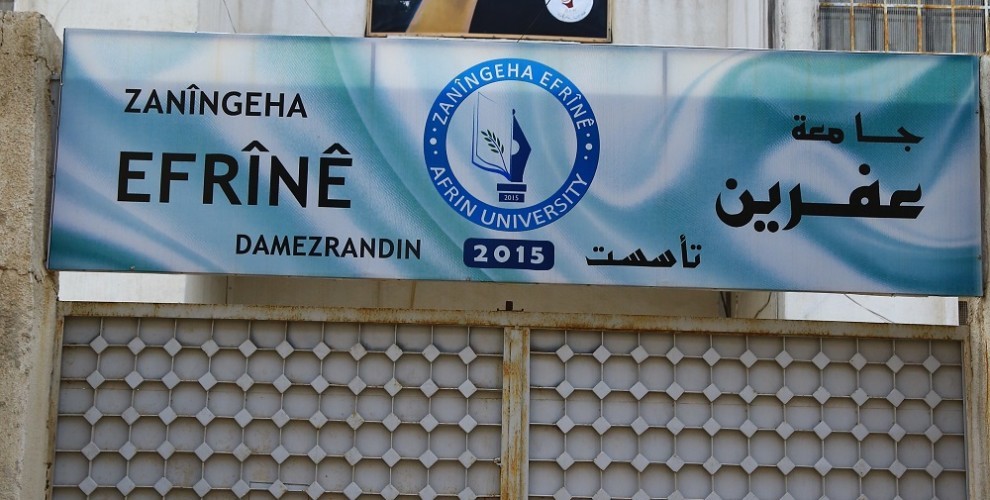 ZANÎNGEHA
EFRÎNÊ
DAMEZRANDIN
ZANÎNGEHA EFRÎNÊ
AFRIN UNIVERSITY
2015
2015
جامعة
عفرين
تأسست